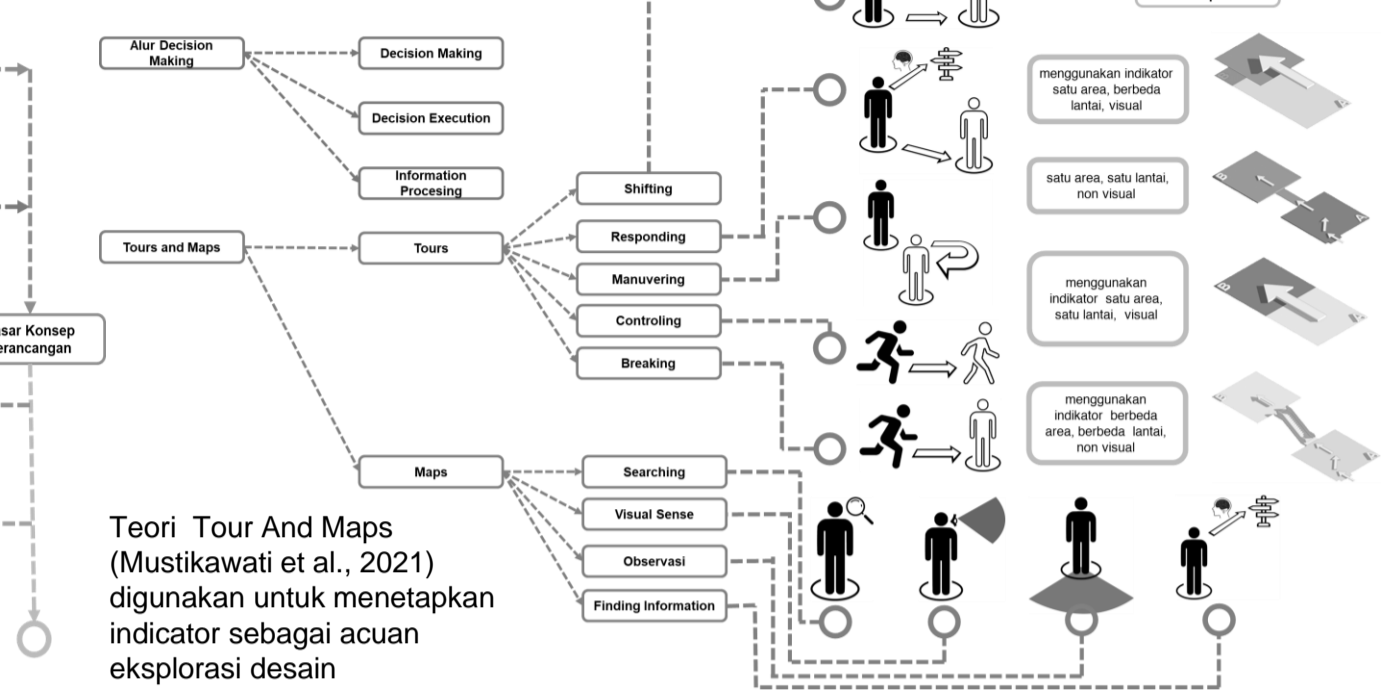 Alur Decision
Making
Decision Making
Decision Execution
Information
Procesing
Tours and Maps
Tours
Shifting
Responding
Manuvering
Controling
Breaking
Maps
Searching
Visual Sense
Observasi
Finding Information
sar Konsep
erancangan
menggunakan indikator
satu area, berbeda
lantai, visual
satu area, satu lantai,
non visual
menggunakan
indikator satu area,
satu lantai, visual
menggunakan
indikator berbeda
area, berbeda lantai,
non visual
Teori Tour And Maps
(Mustikawati et al., 2021)
digunakan untuk menetapkan
indicator sebagai acuan
eksplorasi desain